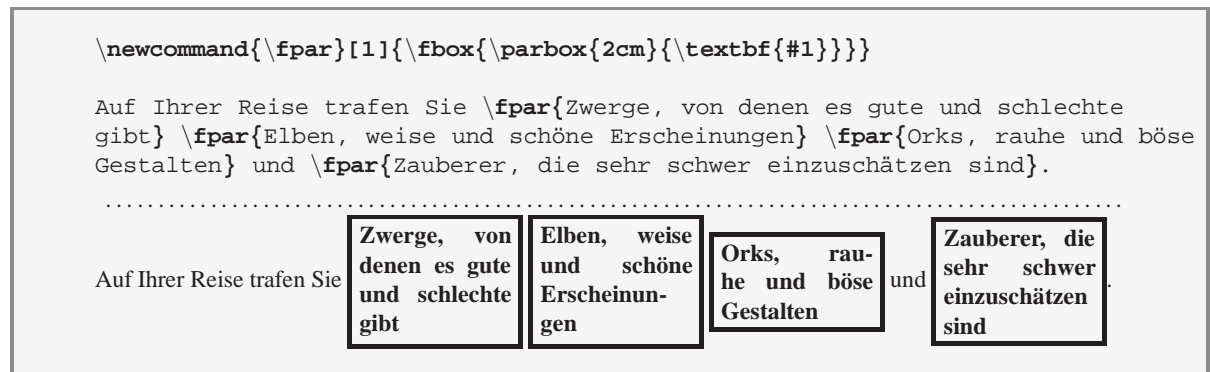 \newcommand{\fpar}[1]{\fbox{\parbox{2cm}{\textbf{#1}}}}
Auf Ihrer Reise trafen Sie \fpar{Zwerge, von denen es gute und schlechte
gibt} \fpar{Elben, weise und schöne Erscheinungen} \fpar{Orks, rauhe und böse
Gestalten} und \fpar{Zauberer, die sehr schwer einzuschätzen sind}.
Auf Ihrer Reise trafen Sie
Zwerge, von
denen es gute
und schlechte
gibt
Elben, weise
und schöne
Erscheinun-
gen
Orks, rau-
he und böse
Gestalten
und
Zauberer, die
sehr schwer
einzuschätzen
sind
.